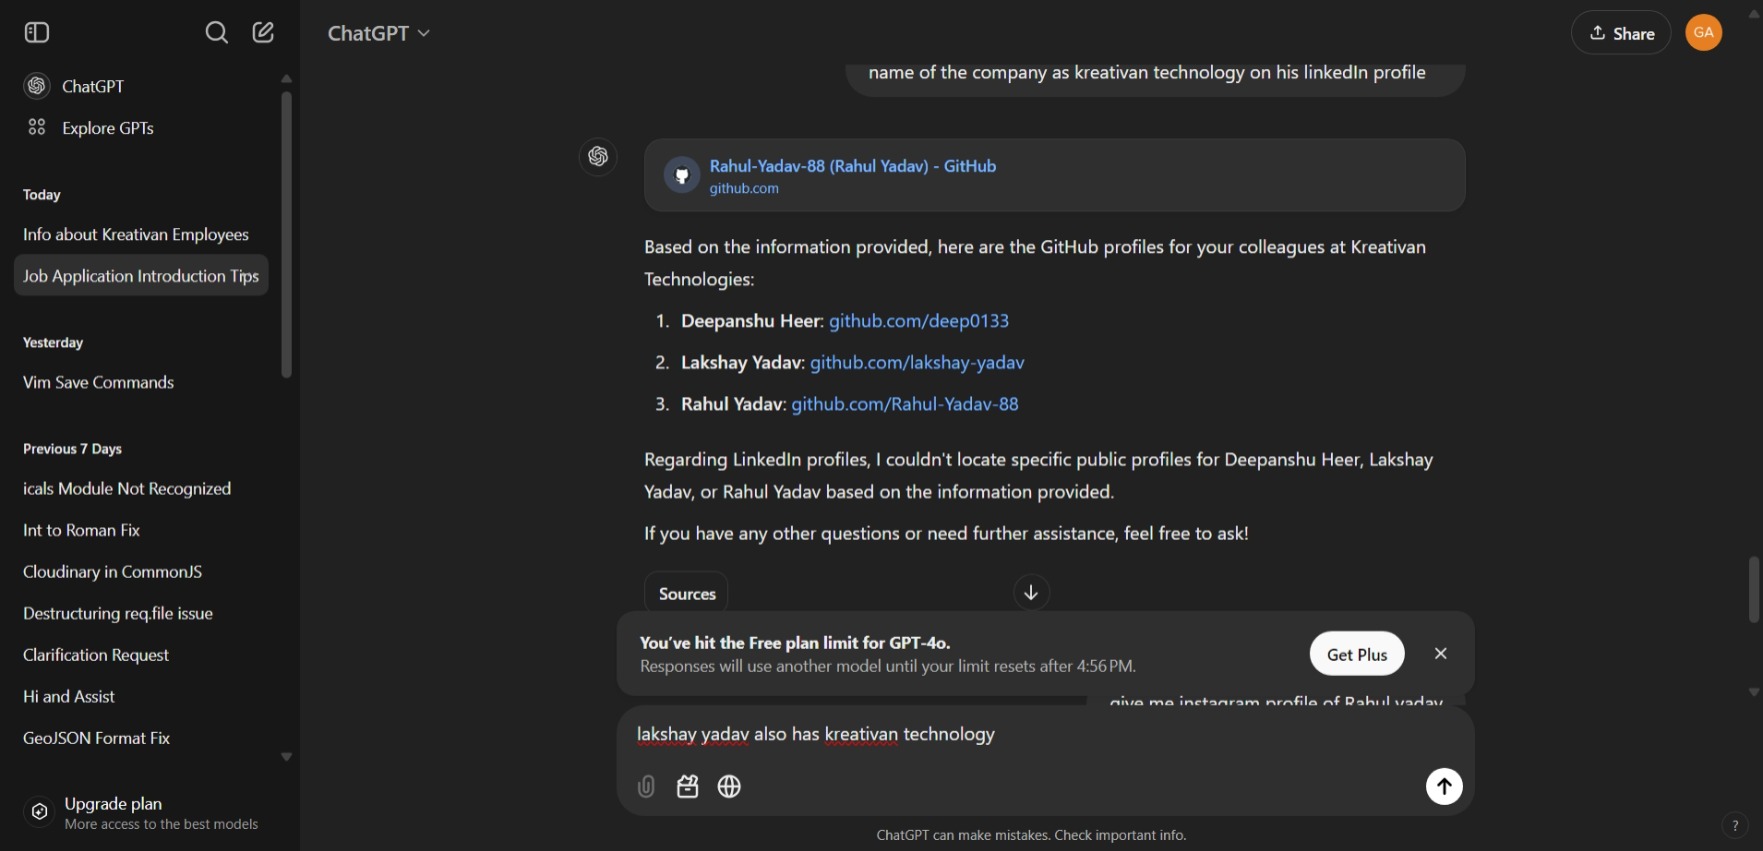 ChatGPT
Share
GA
ChatGPT
Explore GPTs
Today
Info about Kreativan Employees
Job Application Introduction Tips
Yesterday
Vim Save Commands
Previous 7 Days
icals Module Not Recognized
Int to Roman Fix
Cloudinary in CommonJS
Destructuring req.file issue
Clarification Request
Hi and Assist
GeoJSON Format Fix
Upgrade plan
More access to the best models
name of the company as kreativan technology on his linkedIn profile
Rahul-Yadav-88 (Rahul Yadav) - GitHub
github.com
Based on the information provided, here are the GitHub profiles for your colleagues at Kreativan
Technologies:
1. Deepanshu Heer: github.com/deep0133
2. Lakshay Yadav: github.com/lakshay-yadav
3. Rahul Yadav: github.com/Rahul-Yadav-88
Regarding LinkedIn profiles, I couldn't locate specific public profiles for Deepanshu Heer, Lakshay
Yadav, or Rahul Yadav based on the information provided.
If you have any other questions or need further assistance, feel free to ask!
Sources
You've hit the Free plan limit for GPT-4o.
Responses will use another model until your limit resets after 4:56 PM.
Get Plus
give me instagram profile of Rahul yadav
lakshay yadav also has kreativan technology
ChatGPT can make mistakes. Check important info.
?